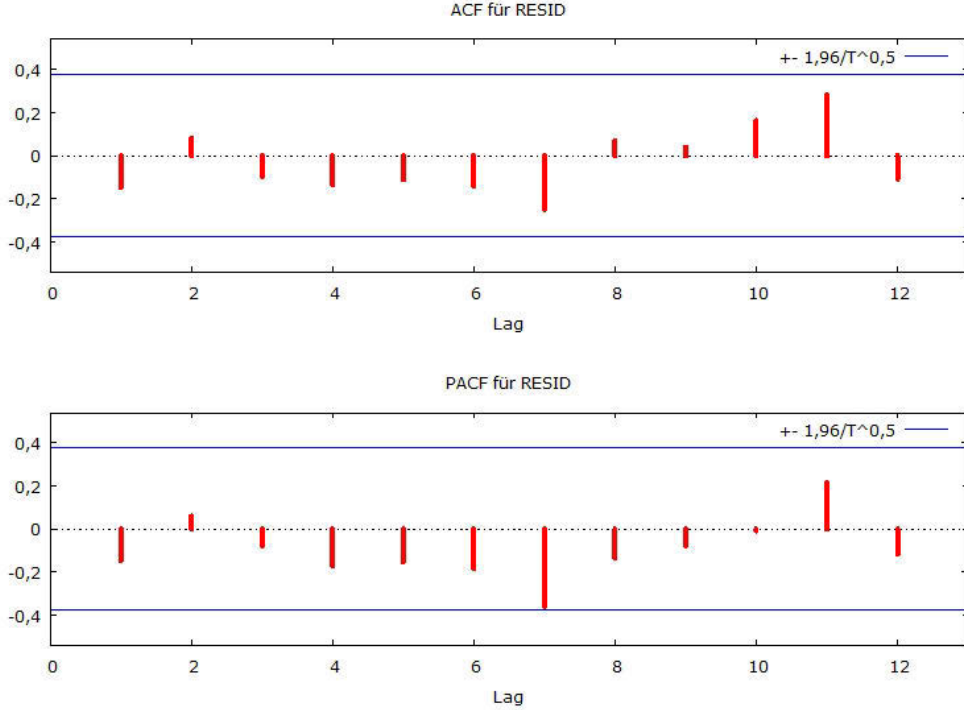 ACF für RESID
+- 1,96/T^0,5
0,4
0,2
0
-0,2
-0,4
0 2 4 6 8 10 12
Lag
PACF für RESID
+- 1,96/T^0,5
0,4
0,2
0
-0,2
-0,4
0 2 4 6 8 10 12
Lag